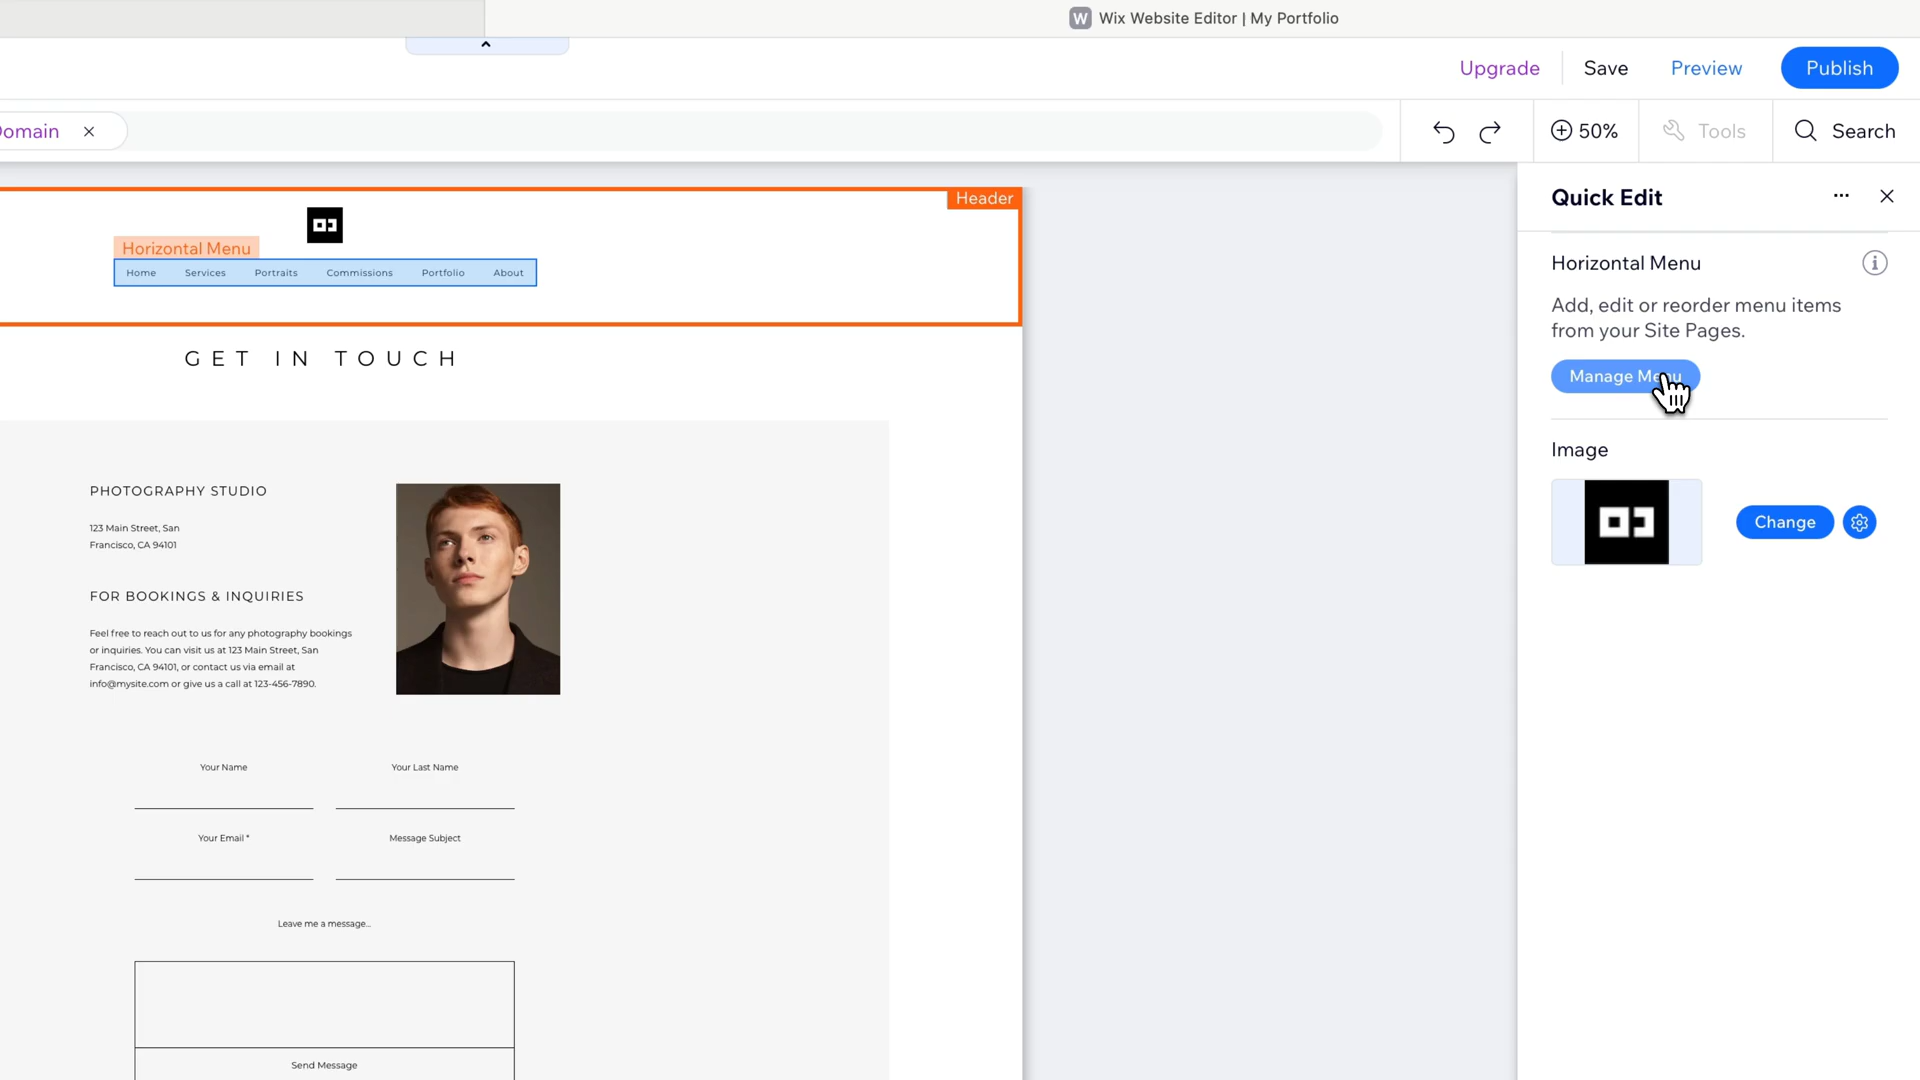 W Wix Website Editor | My Portfolio
Upgrade
Save
Preview
Publish
50%
Tools
Search
Header
Horizontal Menu
Home
Services
Portraits
Commissions
Portfolio
About
GET IN TOUCH
PHOTOGRAPHY STUDIO
123 Main Street, San
Francisco, CA 94101
FOR BOOKINGS & INQUIRIES
Feel free to reach out to us for any photography bookings
or inquiries. You can visit us at 123 Main Street, San
Francisco, CA 94101, or contact us via email at
info@mysite.com or give us a call at 123-456-7890.
Your Name
Your Last Name
Your Email *
Message Subject
Leave me a message...
Send Message
Quick Edit
Horizontal Menu
Add, edit or reorder menu items
from your Site Pages.
Manage Menu
Image
Change